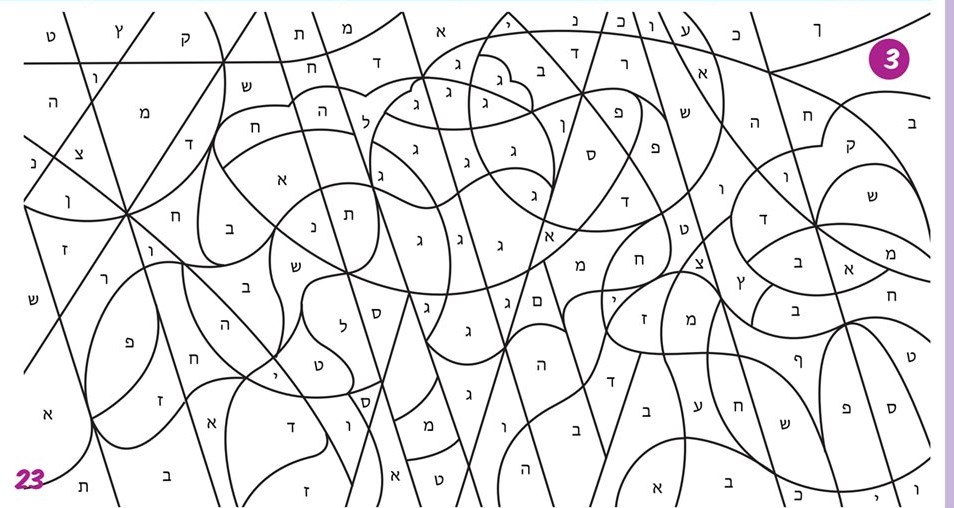 ך כ ע ו כ נ י א מ ת ק ץ ט
3
א ר ד ב ג ג ד ח ש ו
ב ח ה ש פ ן ג ג ג ל ה ח מ ה
ק פ ס ג ג ג ד צ נ
ש ו ו ד ג ג א ן
ד ט א ג ג ג ת נ ב ח ו ז
מ א ב צ ח מ ש ר
ח ב ץ י ם ג ג ס ב ש
מ ז ג ל ה פ
ט ף ד ה ט י ח
ס פ ח ע ב ג ס ז א
ש ב ו מ ו ד א
ו י כ ב א ה ט א ז ב ת
23